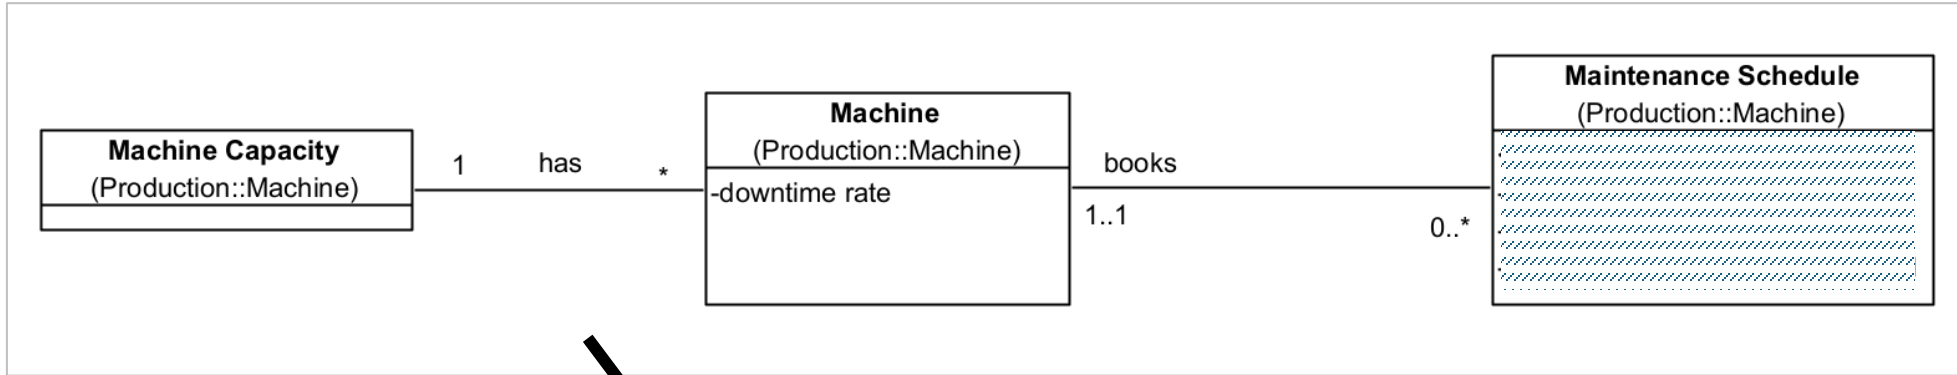 Machine Capacity
(Production::Machine)
1
has
*
Machine
(Production::Machine)
-downtime rate
books
1..1
0..*
Maintenance Schedule
(Production::Machine)